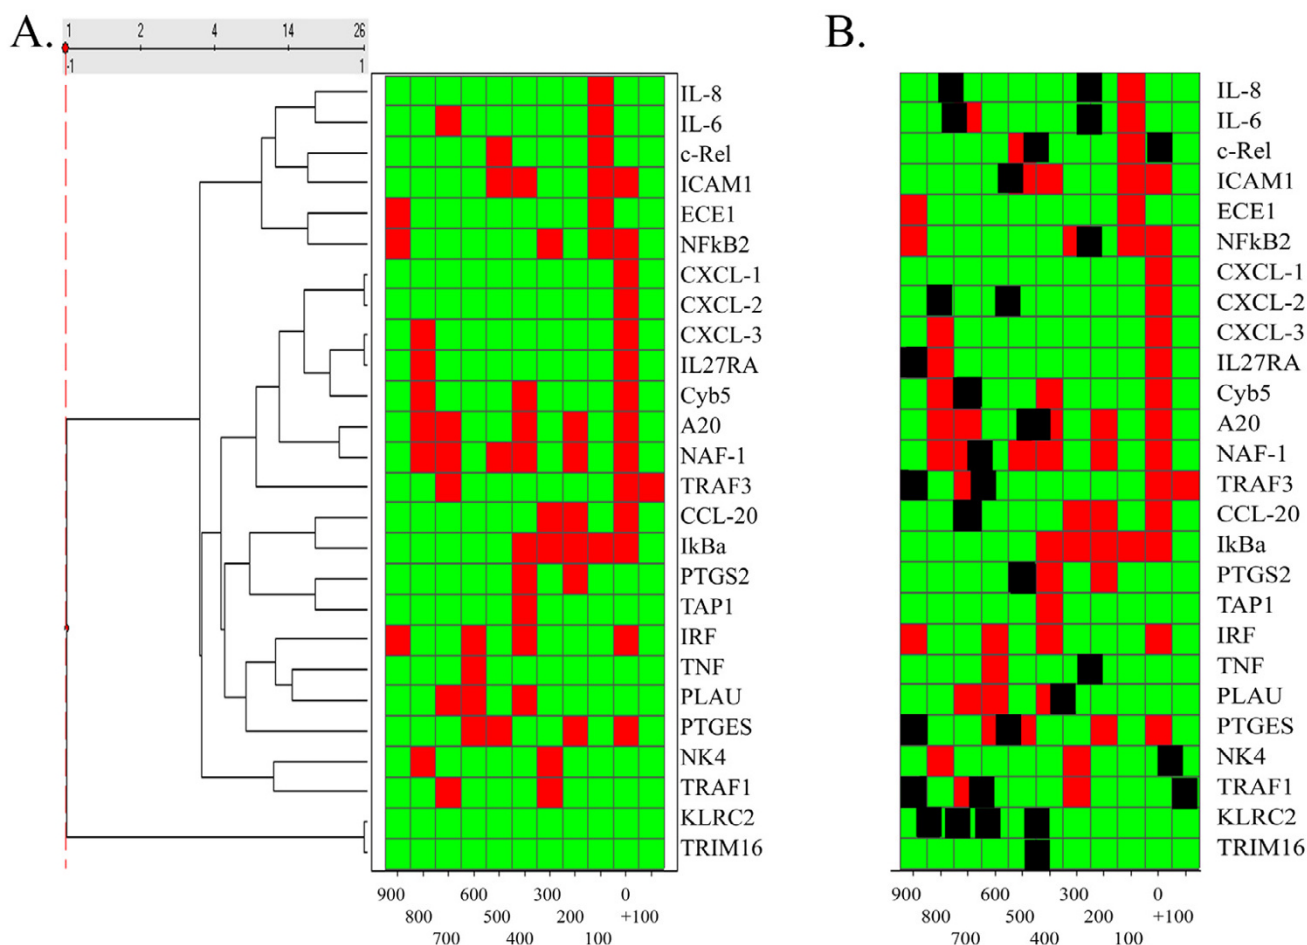 A.
1 2 4 14 26
-1 1
IL-8
IL-6
c-Rel
ICAM1
ECE1
NFkB2
CXCL-1
CXCL-2
CXCL-3
IL27RA
Cyb5
A20
NAF-1
TRAF3
CCL-20
IkBa
PTGS2
TAP1
IRF
TNF
PLAU
PTGES
NK4
TRAF1
KLRC2
TRIM16
900 600 300 0
800 500 200 +100
700 400 100
B.
IL-8
IL-6
c-Rel
ICAM1
ECE1
NFkB2
CXCL-1
CXCL-2
CXCL-3
IL27RA
Cyb5
A20
NAF-1
TRAF3
CCL-20
IkBa
PTGS2
TAP1
IRF
TNF
PLAU
PTGES
NK4
TRAF1
KLRC2
TRIM16
900 600 300 0
800 500 200 +100
700 400 100